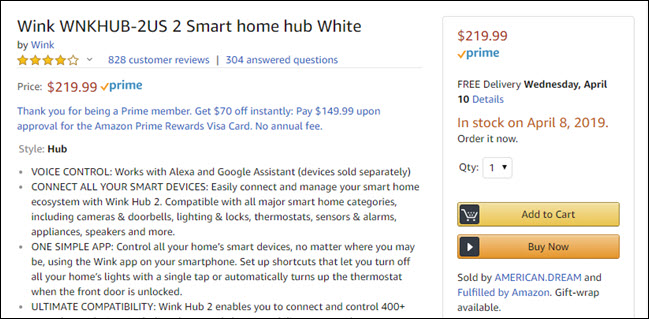 Wink WNKHUB-2US 2 Smart home hub White
by Wink
828 customer reviews | 304 answered questions
Price: $219.99 prime
Thank you for being a Prime member. Get $70 off instantly: Pay $149.99 upon
approval for the Amazon Prime Rewards Visa Card. No annual fee.
Style: Hub
• VOICE CONTROL: Works with Alexa and Google Assistant (devices sold separately)
• CONNECT ALL YOUR SMART DEVICES: Easily connect and manage your smart home
ecosystem with Wink Hub 2. Compatible with all major smart home categories,
including cameras & doorbells, lighting & locks, thermostats, sensors & alarms,
appliances, speakers and more.
• ONE SIMPLE APP: Control all your home's smart devices, no matter where you may
be, using the Wink app on your smartphone. Set up shortcuts that let you turn off
all your home's lights with a single tap or automatically turns up the thermostat
when the front door is unlocked.
• ULTIMATE COMPATIBILITY: Wink Hub 2 enables you to connect and control 400+
$219.99
prime
FREE Delivery Wednesday, April
10 Details
In stock on April 8, 2019.
Order it now.
Qty: 1
Add to Cart
Buy Now
Sold by AMERICAN.DREAM and
Fulfilled by Amazon. Gift-wrap
available.